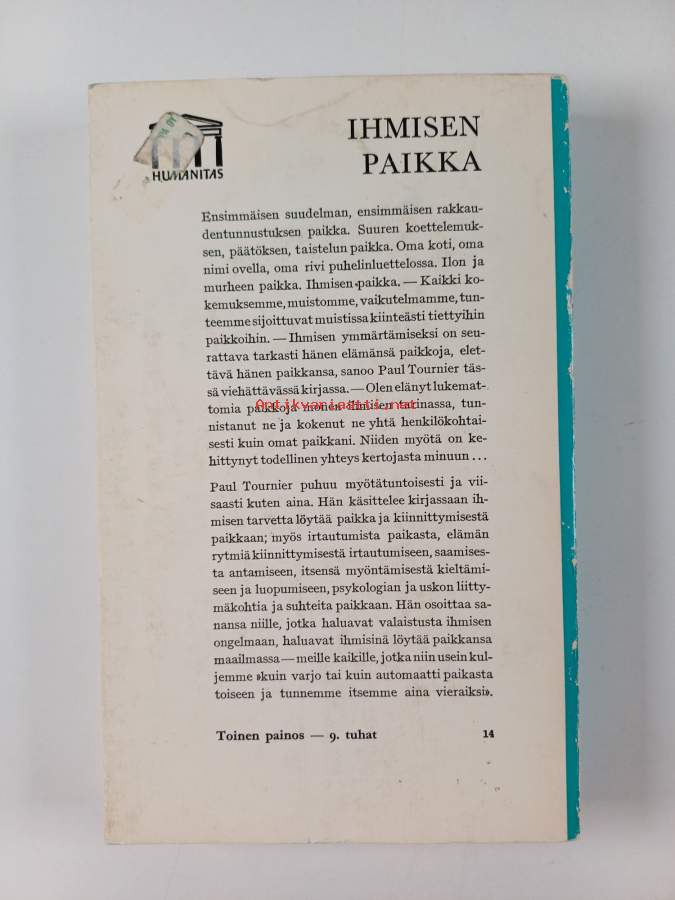 IHMISEN
PAIKKA
HUMANITAS
Ensimmäisen suudelman, ensimmäisen rakkau-
dentunnustuksen paikka. Suuren koettelemuk-
sen, päätöksen, taistelun paikka. Oma koti, oma
nimi ovella, oma rivi puhelinluettelossa. Ilon ja
murheen paikka. Ihmisen paikka. — Kaikki ko-
kemuksemme, muistomme, vaikutelmamme, tun-
teemme sijoittuvat muistissa kiinteästi tiettyihin
paikkoihin. — Ihmisen ymmärtämiseksi on seu-
rattava tarkasti hänen elämänsä paikkoja, elet-
tävä hänen paikkansa, sanoo Paul Tournier täs-
sä viehättävässä kirjassa. — Olen elänyt lukemat-
tomia paikkoja monen ihmisen tarinassa, tun-
Antikvariaatti.net
nistanut ne ja kokenut ne yhtä henkilökohtai-
sesti kuin omat paikkani. Niiden myötä on ke-
hittynyt todellinen yhteys kertojasta minuun ...
Paul Tournier puhuu myötätuntoisesti ja vii-
saasti kuten aina. Hän käsittelee kirjassaan ih-
misen tarvetta löytää paikka ja kiinnittymisestä
paikkaan; myös irtautumista paikasta, elämän
rytmiä kiinnittymisestä irtautumiseen, saamises-
ta antamiseen, itsensä myöntämisestä kieltämi-
seen ja luopumiseen, psykologian ja uskon liitty-
mäkohtia ja suhteita paikkaan. Hän osoittaa sa-
nansa niille, jotka haluavat valaistusta ihmisen
ongelmaan, haluavat ihmisinä löytää paikkansa
maailmassa — meille kaikille, jotka niin usein kul-
jemme »kuin varjo tai kuin automaatti paikasta
toiseen ja tunnemme itsemme aina vieraiksi».
Toinen painos — 9. tuhat 14